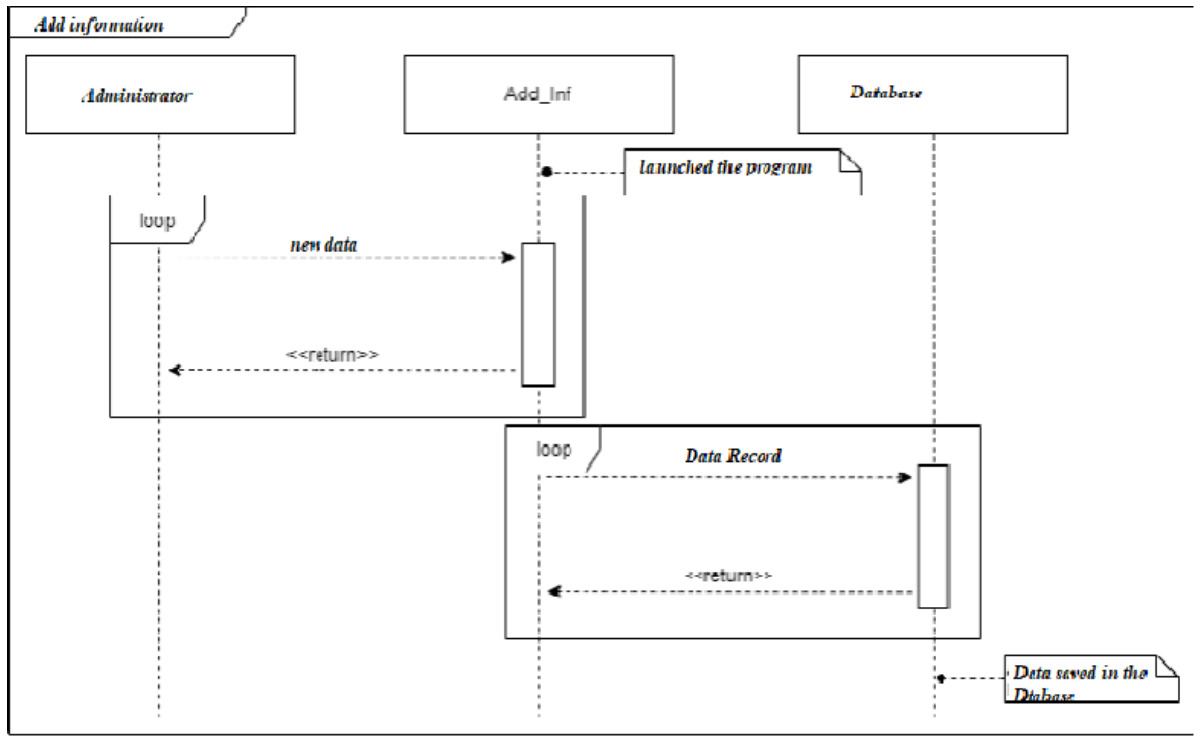 Add information
Administrator
Add_Inf
Database
launched the program
loop
new data
<<return>>
loop
Data Record
<<return>>
Data saved in the
Dtabase